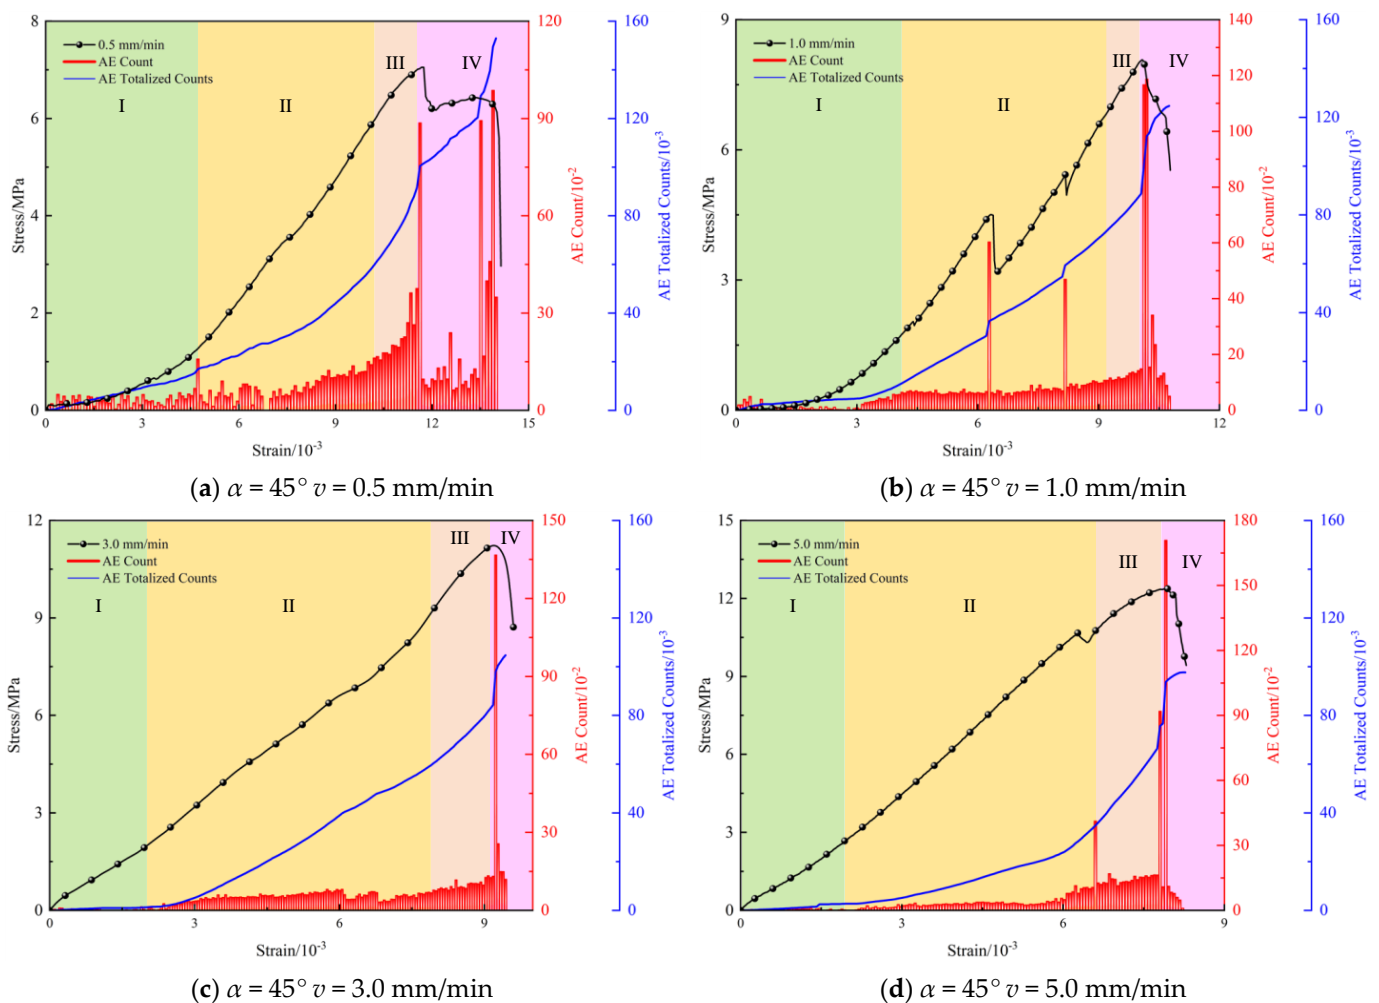 8
6
4
2
0
Stress/MPa
0.5 mm/min
AE Count
AE Totalized Counts
I
II
III
IV
0 3 6 9 12 15
Strain/10-3
120
90
60
30
0
AE Count/10-2
160
120
80
40
0
AE Totalized Counts/10-3
(a) α = 45° v = 0.5 mm/min
9
6
3
0
Stress/MPa
1.0 mm/min
AE Count
AE Totalized Counts
I
II
III
IV
0 3 6 9 12
Strain/10-3
140
120
100
80
60
40
20
0
AE Count/10-2
160
120
80
40
0
AE Totalized Counts/10-3
(b) α = 45° v = 1.0 mm/min
12
9
6
3
0
Stress/MPa
3.0 mm/min
AE Count
AE Totalized Counts
I
II
III
IV
0 3 6 9
Strain/10-3
150
120
90
60
30
0
AE Count/10-2
160
120
80
40
0
AE Totalized Counts/10-3
(c) α = 45° v = 3.0 mm/min
15
12
9
6
3
0
Stress/MPa
5.0 mm/min
AE Count
AE Totalized Counts
I
II
III
IV
0 3 6 9
Strain/10-3
180
150
120
90
60
30
0
AE Count/10-2
160
120
80
40
0
AE Totalized Counts/10-3
(d) α = 45° v = 5.0 mm/min